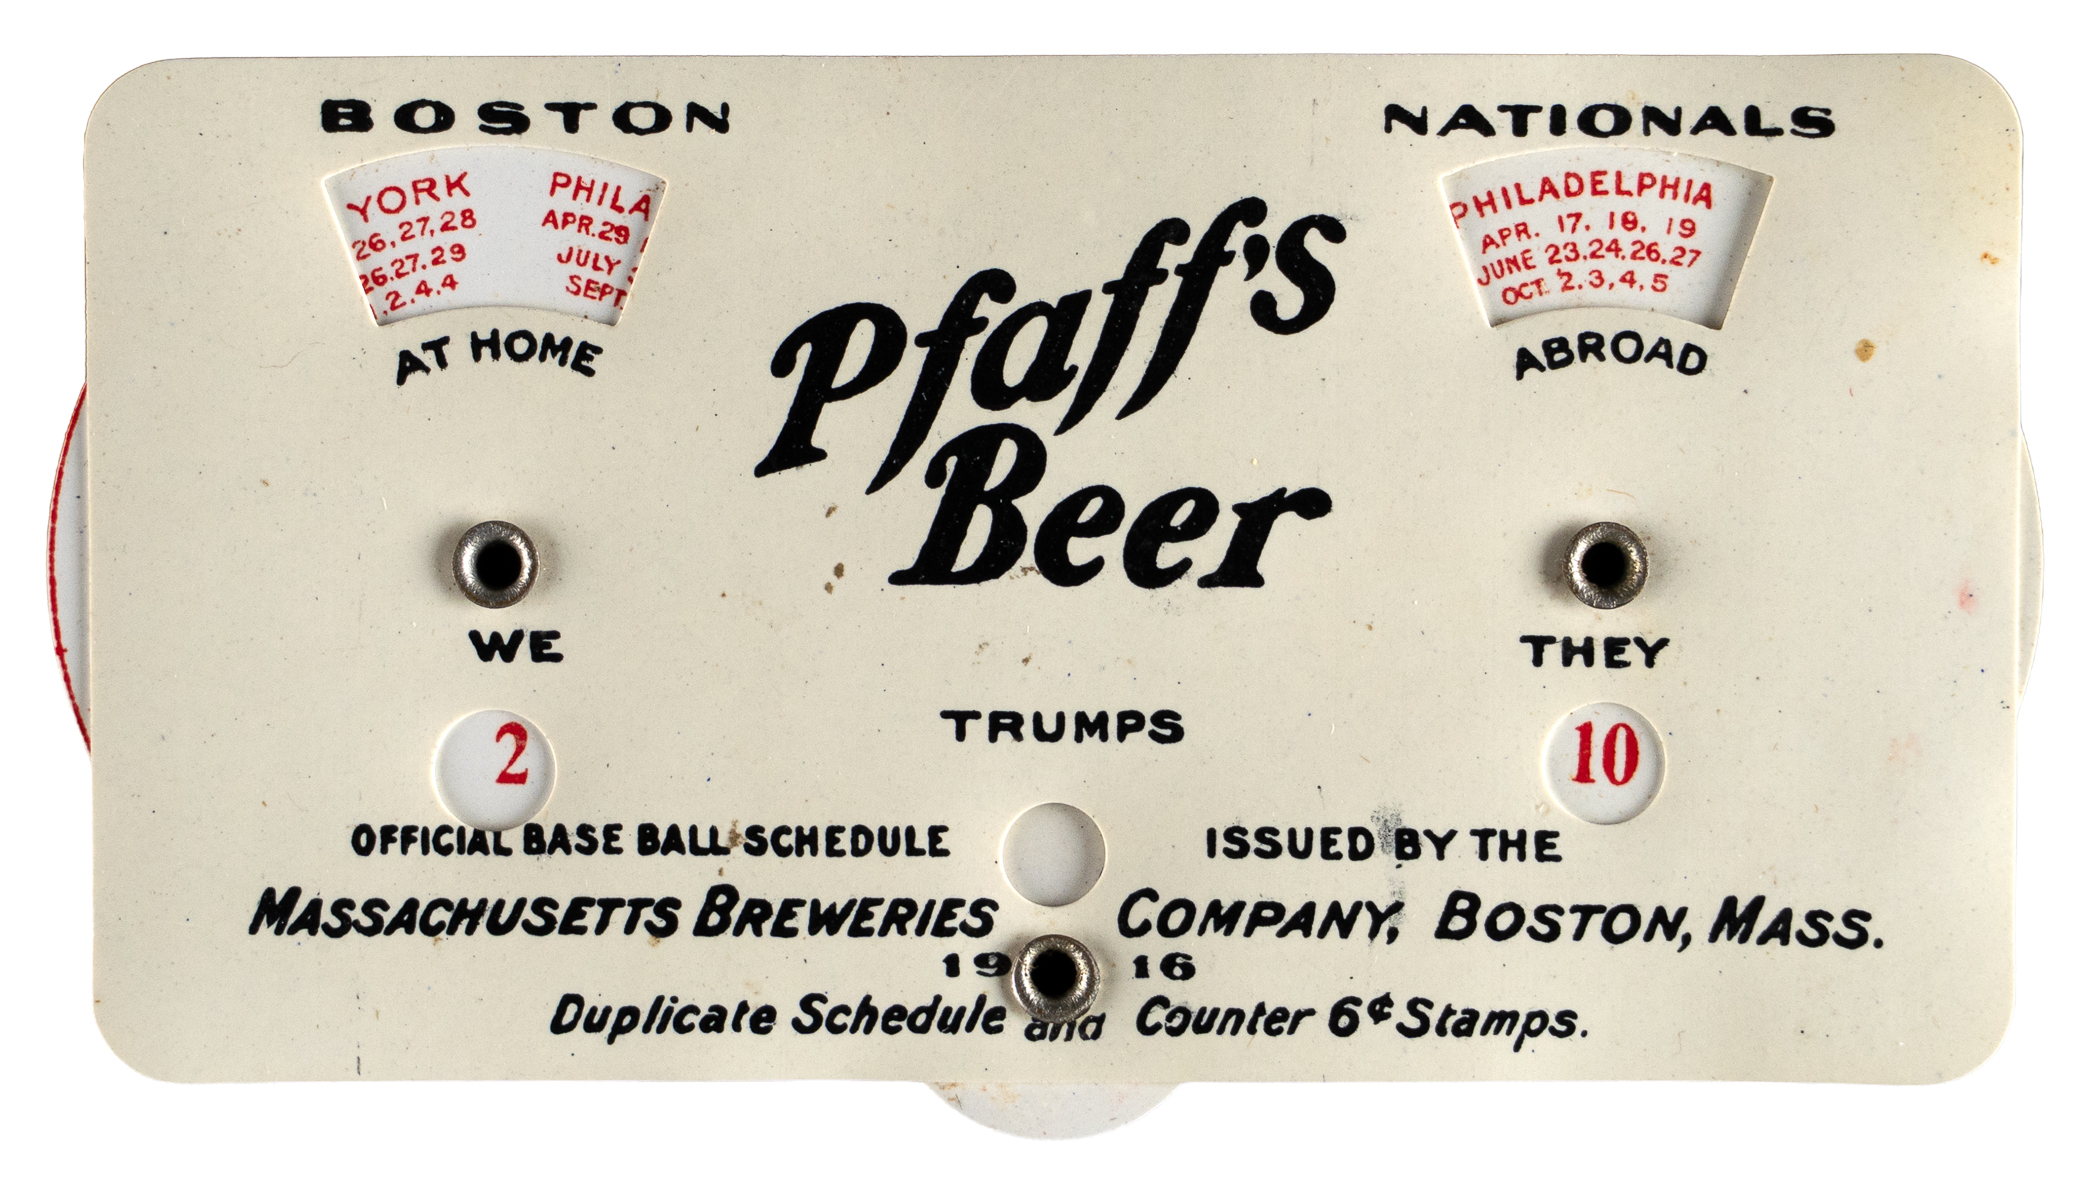 BOSTON NATIONALS
YORK PHILA
26,27,28 APR.29
26.27.29 JULY
2.4.4 SEPT.
AT HOME
PHILADELPHIA
APR. 17. 18. 19
JUNE 23,24,26,27
OCT. 2.3,4,5
ABROAD
Pfaff's
Beer
WE
2
THEY
10
TRUMPS
OFFICIAL BASE BALL SCHEDULE ISSUED BY THE
MASSACHUSETTS BREWERIES COMPANY, BOSTON, MASS.
19 16
Duplicate Schedule and Counter 6¢ Stamps.